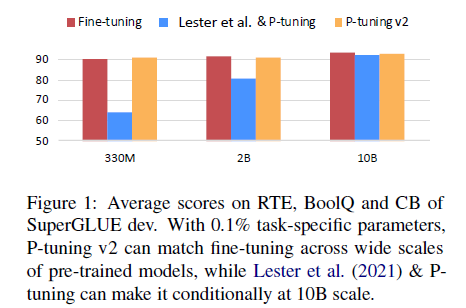 Fine-tuning Lester et al. & P-tuning P-tuning v2
90
80
70
60
50
330M 2B 10B
Figure 1: Average scores on RTE, BoolQ and CB of
SuperGLUE dev. With 0.1% task-specific parameters,
P-tuning v2 can match fine-tuning across wide scales
of pre-trained models, while Lester et al. (2021) & P-
tuning can make it conditionally at 10B scale.